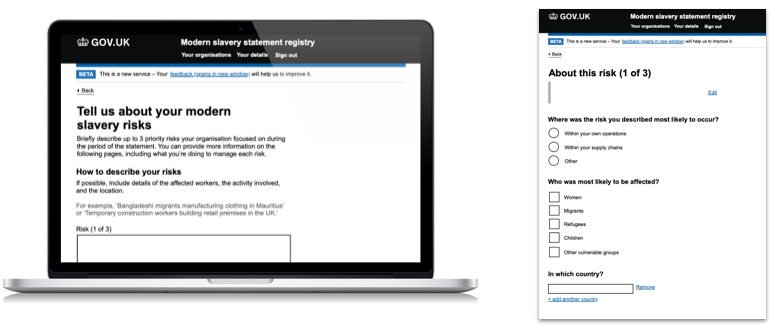 GOV.UK
Modern slavery statement registry
Your organisations Your details Sign out
BETA This is a new service – Your feedback (opens in new window) will help us to improve it.
Back
Tell us about your modern
slavery risks
Briefly describe up to 3 priority risks your organisation focused on during
the period of the statement. You can provide more information on the
following pages, including what you're doing to manage each risk.
How to describe your risks
If possible, include details of the affected workers, the activity involved,
and the location.
For example, 'Bangladeshi migrants manufacturing clothing in Mauritius'
or 'Temporary construction workers building retail premises in the UK.'
Risk (1 of 3)
GOV.UK
Modern slavery statement registry
Your organisations Your details Sign out
BETA This is a new service – Your feedback (opens in new window) will help us to improve it.
Back
About this risk (1 of 3)
Edit
Where was the risk you described most likely to occur?
Within your own operations
Within your supply chains
Other
Who was most likely to be affected?
Women
Migrants
Refugees
Children
Other vulnerable groups
In which country?
Remove
+ add another country